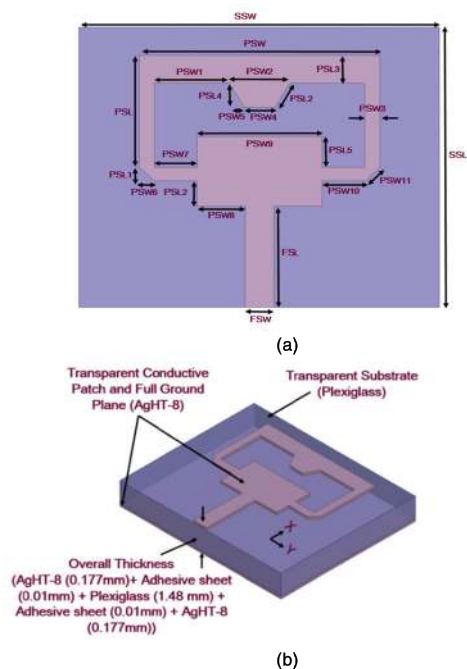 SSW
PSW
PSW1
PSW2
PSL3
PSL4
PSL2
PSW5
PSW4
PSW3
PSL
SSL
PSW9
PSL5
PSW7
PSL1
PSW6
PSL2
PSW10
PSW11
PSW8
FSL
FSW
(a)
Transparent Conductive
Patch and Full Ground
Plane (AgHT-8)
Transparent Substrate
(Plexiglass)
X
Y
Overall Thickness
(AgHT-8 (0.177mm)+ Adhesive sheet
(0.01mm) + Plexiglass (1.48 mm) +
Adhesive sheet (0.01mm) + AgHT-8
(0.177mm))
(b)